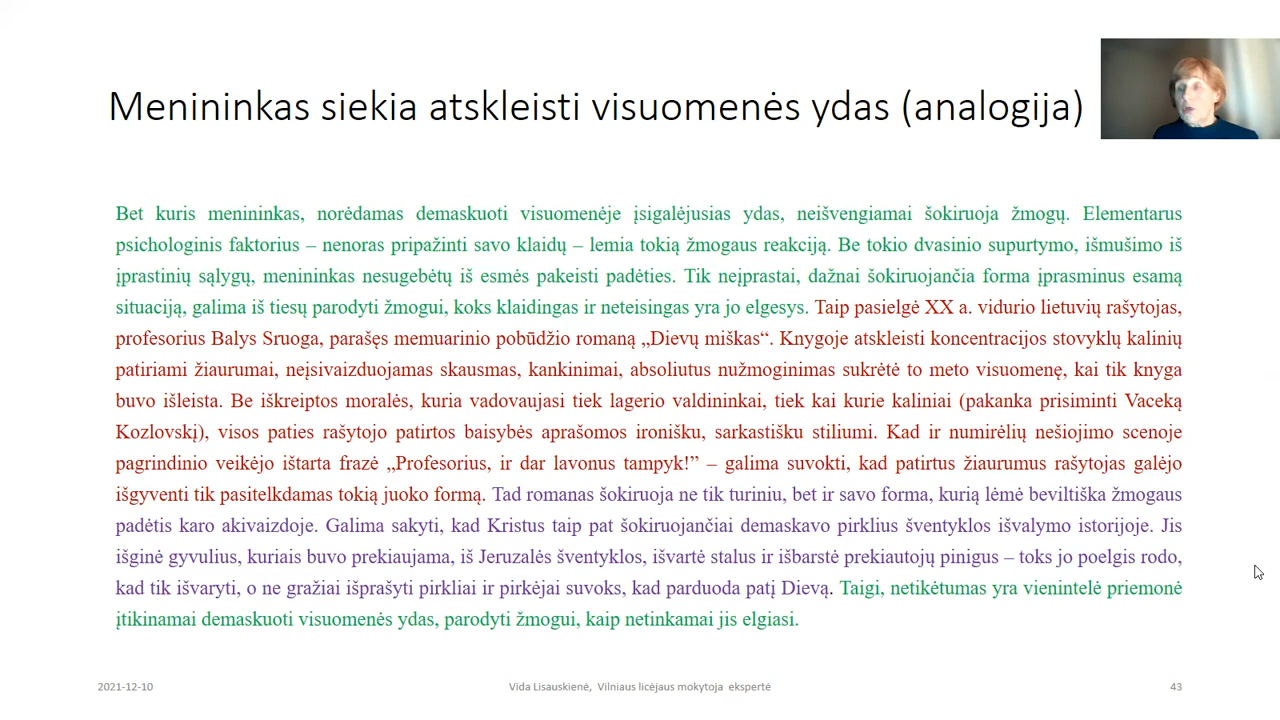 Menininkas siekia atskleisti visuomenės ydas (analogija)
Bet kuris menininkas, norėdamas demaskuoti visuomenėje įsigalėjusias ydas, neišvengiamai šokiruoja žmogų. Elementarus
psichologinis faktorius – nenoras pripažinti savo klaidų – lemia tokią žmogaus reakciją. Be tokio dvasinio supurtymo, išmušimo iš
įprastinių sąlygų, menininkas nesugebėtų iš esmės pakeisti padėties. Tik neįprastai, dažnai šokiruojančia forma įprasminus esamą
situaciją, galima iš tiesų parodyti žmogui, koks klaidingas ir neteisingas yra jo elgesys. Taip pasielgė XX a. vidurio lietuvių rašytojas,
profesorius Balys Sruoga, parašęs memuarinio pobūdžio romaną „Dievų miškas“. Knygoje atskleisti koncentracijos stovyklų kalinių
patiriami žiaurumai, neįsivaizduojamas skausmas, kankinimai, absoliutus nužmoginimas sukrėtė to meto visuomenę, kai tik knyga
buvo išleista. Be iškreiptos moralės, kuria vadovaujasi tiek lagerio valdininkai, tiek kai kurie kaliniai (pakanka prisiminti Vaceką
Kozlovskį), visos paties rašytojo patirtos baisybės aprašomos ironišku, sarkastišku stiliumi. Kad ir numirėlių nešiojimo scenoje
pagrindinio veikėjo ištarta frazė „Profesorius, ir dar lavonus tampyk!” – galima suvokti, kad patirtus žiaurumus rašytojas galėjo
išgyventi tik pasitelkdamas tokią juoko formą. Tad romanas šokiruoja ne tik turiniu, bet ir savo forma, kurią lėmė beviltiška žmogaus
padėtis karo akivaizdoje. Galima sakyti, kad Kristus taip pat šokiruojančiai demaskavo pirklius šventyklos išvalymo istorijoje. Jis
išginė gyvulius, kuriais buvo prekiaujama, iš Jeruzalės šventyklos, išvartė stalus ir išbarstė prekiautojų pinigus – toks jo poelgis rodo,
kad tik išvaryti, o ne gražiai išprašyti pirkliai ir pirkėjai suvoks, kad parduoda patį Dievą. Taigi, netikėtumas yra vienintelė priemonė
įtikinamai demaskuoti visuomenės ydas, parodyti žmogui, kaip netinkamai jis elgiasi.
2021-12-10
Vida Lisauskienė, Vilniaus licėjaus mokytoja ekspertė
43